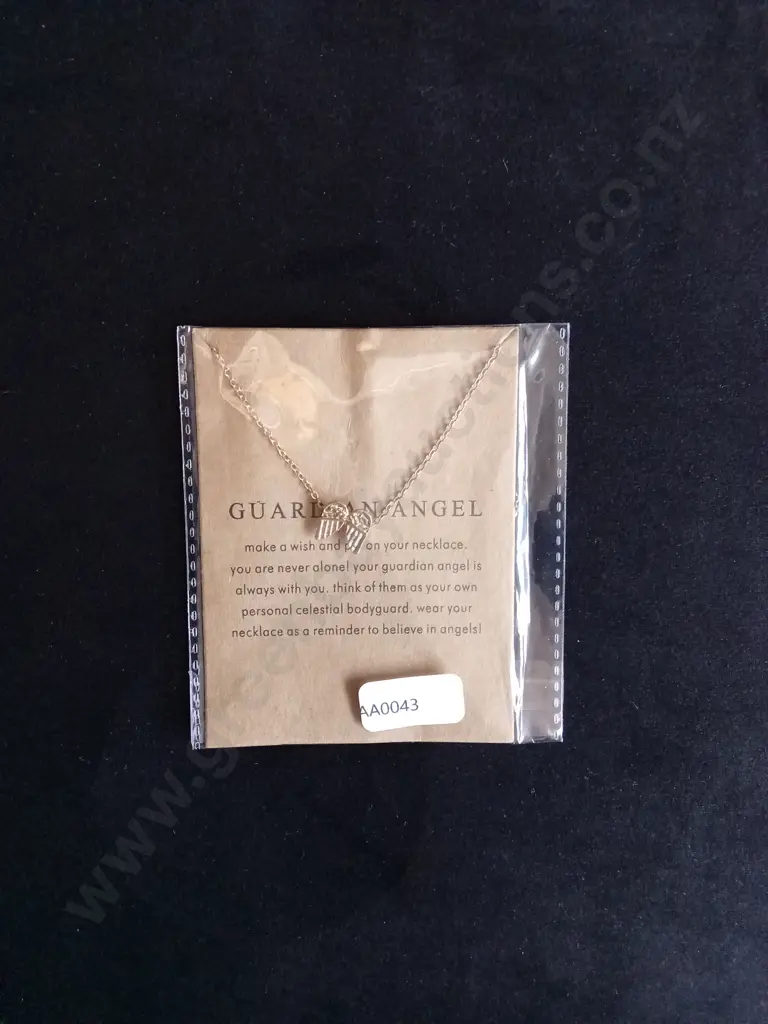 GUARDIAN ANGEL
make a wish and put on your necklace.
you are never alone! your guardian angel is
always with you. think of them as your own
personal celestial bodyguard. wear your
necklace as a reminder to believe in angels!
AA0043